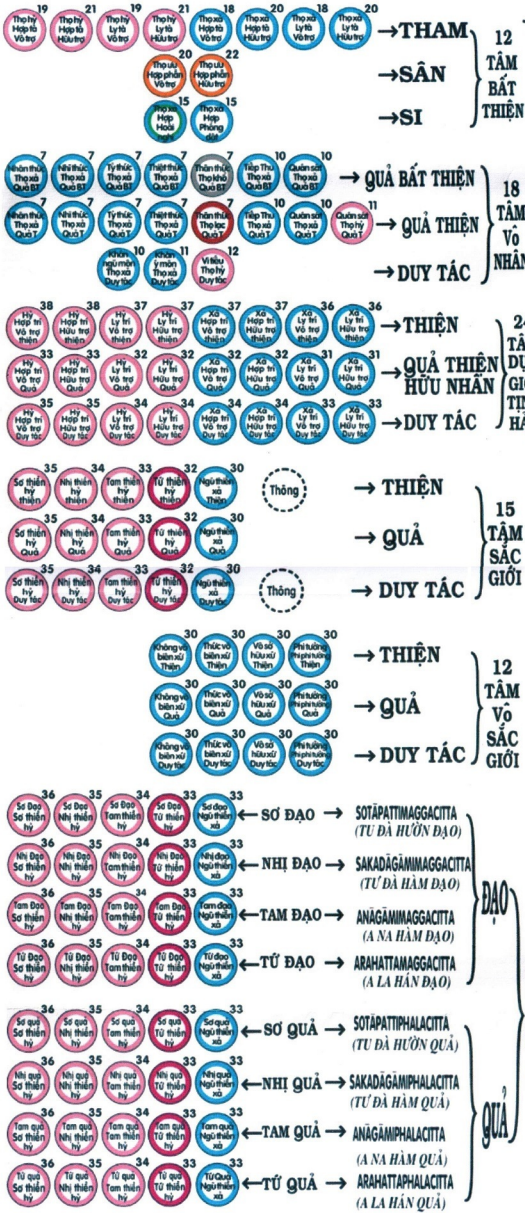 19 21 19 21 18 20 18 20
Thọ hỷ Thọ hỷ Thọ hỷ Thọ hỷ Thọ xả Thọ xả Thọ xả Thọ xả
Hợp tà Hợp tà Ly tà Ly tà Hợp tà Hợp tà Ly tà Ly tà
Vô trợ Hữu trợ Vô trợ Hữu trợ Vô trợ Hữu trợ Vô trợ Hữu trợ
→ THAM
20 22
Thọ ưu Thọ ưu
Hợp phẫn Hợp phẫn
Vô trợ Hữu trợ
→ SÂN
15 15
Thọ xả Thọ xả
Hợp Hợp
Hoài nghi Phóng dật
→ SI
12
TÂM
BẤT
THIỆN
7 7 7 7 7 10 10
Nhãn thức Nhĩ thức Tỷ thức Thiệt thức Thân thức Tiếp Thu Quan sát
Thọ xả Thọ xả Thọ xả Thọ xả Thọ khổ Thọ xả Thọ xả
Quả BT Quả BT Quả BT Quả BT Quả BT Quả BT Quả BT
→ QUẢ BẤT THIỆN
7 7 7 7 7 10 10 11
Nhãn thức Nhĩ thức Tỷ thức Thiệt thức Thân thức Tiếp Thu Quan sát Quan sát
Thọ xả Thọ xả Thọ xả Thọ xả Thọ lạc Thọ xả Thọ xả Thọ hỷ
Quả T Quả T Quả T Quả T Quả T Quả T Quả T Quả T
→ QUẢ THIỆN
10 11 12
Khán Khán Vi tiếu
ngũ môn ý môn Thọ hỷ
Thọ xả Thọ xả Duy tác
Duy tác Duy tác
→ DUY TÁC
18
TÂM
VÔ
NHÂN
38 38 37 37 37 37 36 36
Hỷ Hỷ Hỷ Hỷ Xả Xả Xả Xả
Hợp trí Hợp trí Ly trí Ly trí Hợp trí Hợp trí Ly trí Ly trí
Vô trợ Hữu trợ Vô trợ Hữu trợ Vô trợ Hữu trợ Vô trợ Hữu trợ
thiện thiện thiện thiện thiện thiện thiện thiện
→ THIỆN
33 33 32 32 32 32 31 31
Hỷ Hỷ Hỷ Hỷ Xả Xả Xả Xả
Hợp trí Hợp trí Ly trí Ly trí Hợp trí Hợp trí Ly trí Ly trí
Vô trợ Hữu trợ Vô trợ Hữu trợ Vô trợ Hữu trợ Vô trợ Hữu trợ
Quả Quả Quả Quả Quả Quả Quả Quả
→ QUẢ THIỆN
HỮU NHÂN
35 35 34 34 34 34 33 33
Hỷ Hỷ Hỷ Hỷ Xả Xả Xả Xả
Hợp trí Hợp trí Ly trí Ly trí Hợp trí Hợp trí Ly trí Ly trí
Vô trợ Hữu trợ Vô trợ Hữu trợ Vô trợ Hữu trợ Vô trợ Hữu trợ
Duy tác Duy tác Duy tác Duy tác Duy tác Duy tác Duy tác Duy tác
→ DUY TÁC
35 34 33 32 30
Sơ thiền Nhị thiền Tam thiền Tứ thiền Ngũ thiền
hỷ hỷ hỷ hỷ xả
thiện thiện thiện thiện Thiện
Thông
→ THIỆN
35 34 33 32 30
Sơ thiền Nhị thiền Tam thiền Tứ thiền Ngũ thiền
hỷ hỷ hỷ hỷ xả
Quả Quả Quả Quả Quả
→ QUẢ
35 34 33 32 30
Sơ thiền Nhị thiền Tam thiền Tứ thiền Ngũ thiền
hỷ hỷ hỷ hỷ xả
Duy tác Duy tác Duy tác Duy tác Duy tác
Thông
→ DUY TÁC
15
TÂM
SẮC
GIỚI
30 30 30 30
Không vô Thức vô Vô sở Phi tưởng
biên xứ biên xứ hữu xứ Phi phi tưởng
Thiện Thiện Thiện Thiện
→ THIỆN
30 30 30 30
Không vô Thức vô Vô sở Phi tưởng
biên xứ biên xứ hữu xứ Phi phi tưởng
Quả Quả Quả Quả
→ QUẢ
30 30 30 30
Không vô Thức vô Vô sở Phi tưởng
biên xứ biên xứ hữu xứ Phi phi tưởng
Duy tác Duy tác Duy tác Duy tác
→ DUY TÁC
12
TÂM
VÔ
SẮC
GIỚI
36 35 34 33 33
Sơ Đạo Sơ Đạo Sơ Đạo Sơ Đạo Sơ đạo
Sơ thiền Nhị thiền Tam thiền Tứ thiền Ngũ thiền
hỷ hỷ hỷ hỷ xả
← SƠ ĐẠO → SOTĀPATTIMAGGACITTA
(TU ĐÀ HƯỜN ĐẠO)
36 35 34 33 33
Nhị Đạo Nhị Đạo Nhị Đạo Nhị Đạo Nhị đạo
Sơ thiền Nhị thiền Tam thiền Tứ thiền Ngũ thiền
hỷ hỷ hỷ hỷ xả
← NHỊ ĐẠO → SAKADĀGĀMIMAGGACITTA
(TƯ ĐÀ HÀM ĐẠO)
36 35 34 33 33
Tam Đạo Tam Đạo Tam Đạo Tam Đạo Tam đạo
Sơ thiền Nhị thiền Tam thiền Tứ thiền Ngũ thiền
hỷ hỷ hỷ hỷ xả
← TAM ĐẠO → ANĀGĀMIMAGGACITTA
(A NA HÀM ĐẠO)
36 35 34 33 33
Tứ Đạo Tứ Đạo Tứ Đạo Tứ Đạo Tứ đạo
Sơ thiền Nhị thiền Tam thiền Tứ thiền Ngũ thiền
hỷ hỷ hỷ hỷ xả
← TỨ ĐẠO → ARAHATTAMAGGACITTA
(A LA HÁN ĐẠO)
ĐẠO
36 35 34 33 33
Sơ quả Sơ quả Sơ quả Sơ quả Sơ quả
Sơ thiền Nhị thiền Tam thiền Tứ thiền Ngũ thiền
hỷ hỷ hỷ hỷ xả
← SƠ QUẢ → SOTĀPATTIPHALACITTA
(TU ĐÀ HƯỜN QUẢ)
36 35 34 33 33
Nhị quả Nhị quả Nhị quả Nhị quả Nhị quả
Sơ thiền Nhị thiền Tam thiền Tứ thiền Ngũ thiền
hỷ hỷ hỷ hỷ xả
← NHỊ QUẢ → SAKADĀGĀMIPHALACITTA
(TƯ ĐÀ HÀM QUẢ)
36 35 34 33 33
Tam quả Tam quả Tam quả Tam quả Tam quả
Sơ thiền Nhị thiền Tam thiền Tứ thiền Ngũ thiền
hỷ hỷ hỷ hỷ xả
← TAM QUẢ → ANĀGĀMIPHALACITTA
(A NA HÀM QUẢ)
36 35 34 33 33
Tứ quả Tứ quả Tứ quả Tứ quả Tứ Quả
Sơ thiền Nhị thiền Tam thiền Tứ thiền Ngũ thiền
hỷ hỷ hỷ hỷ xả
← TỨ QUẢ → ARAHATTAPHALACITTA
(A LA HÁN QUẢ)
QUẢ